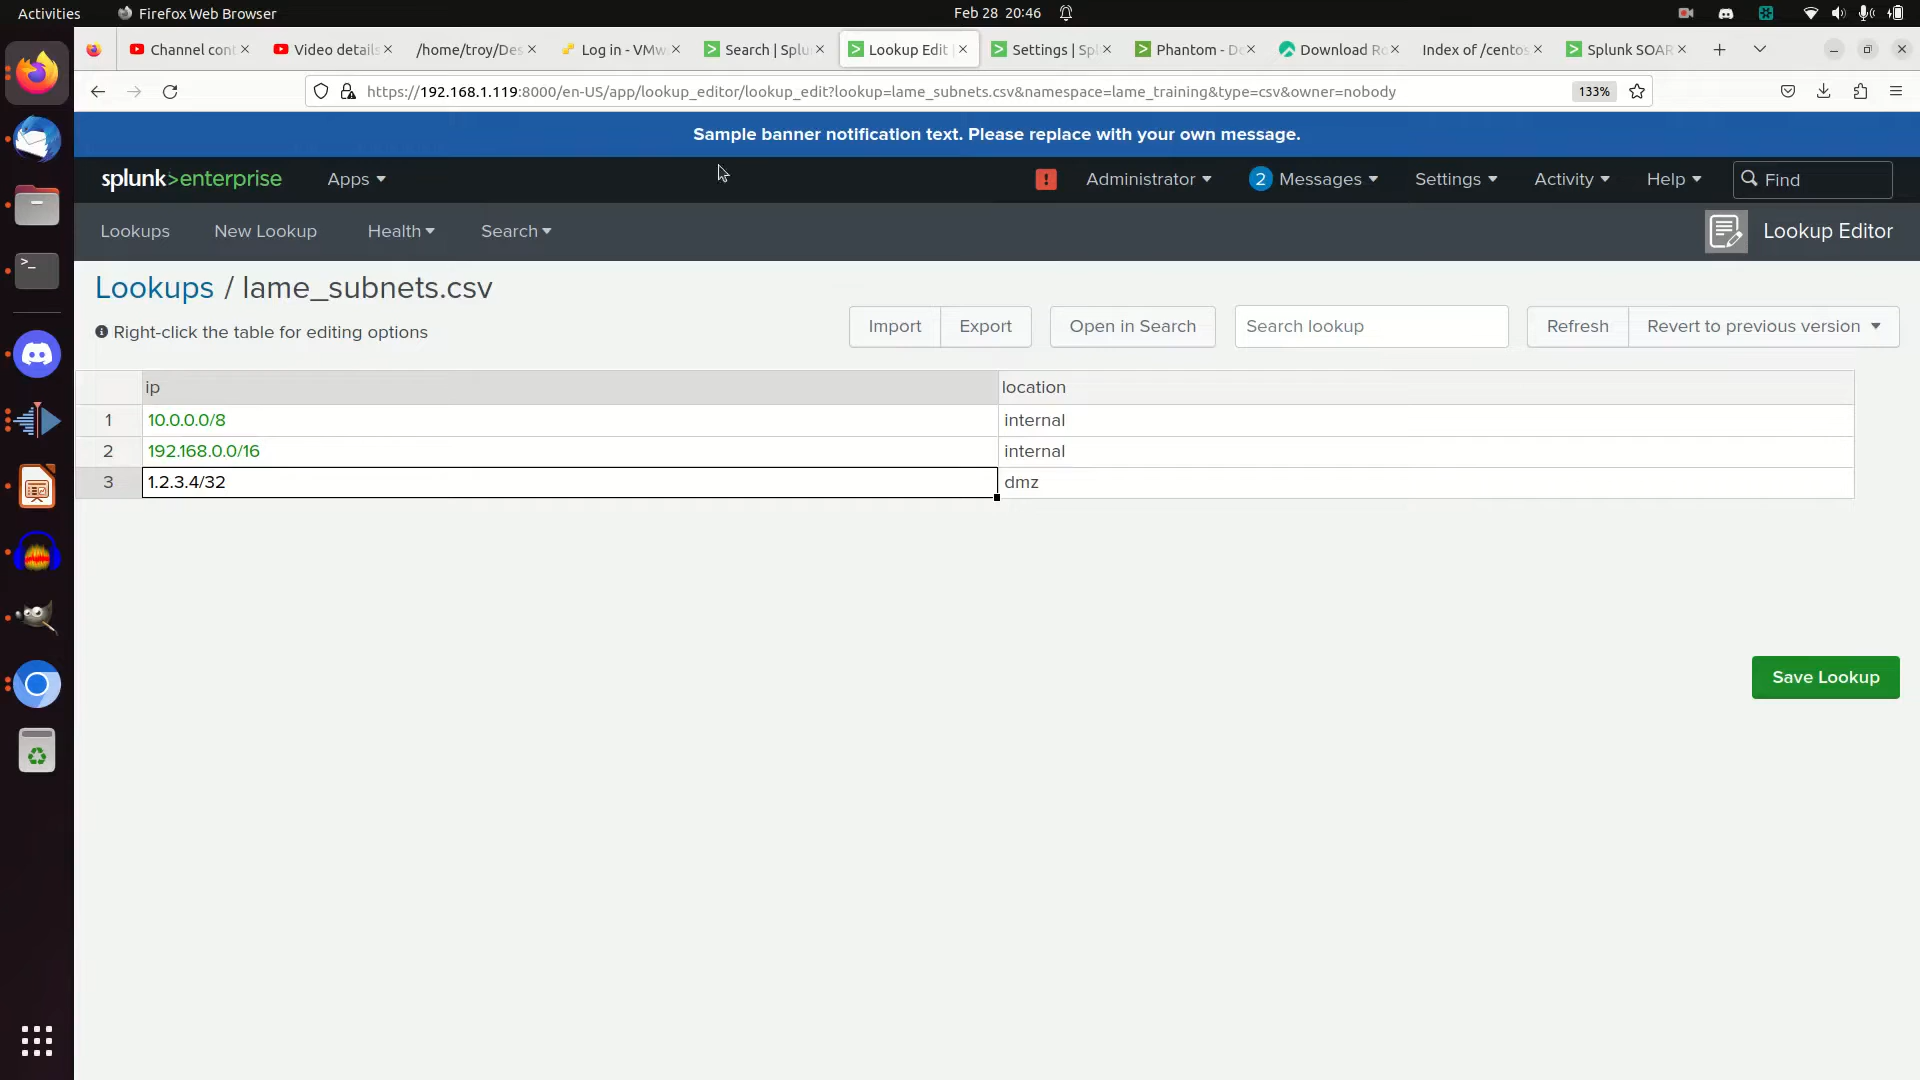 Activities
Firefox Web Browser
Feb 28 20:46
Channel cont
Video details
/home/troy/Des
Log in - VMw
Search | Splu
Lookup Edit |
Settings | Spl
Phantom - Do
Download Ro
Index of /centos
Splunk SOAR
https://192.168.1.119:8000/en-US/app/lookup_editor/lookup_edit?lookup=lame_subnets.csv&namespace=lame_training&type=csv&owner=nobody
133%
Sample banner notification text. Please replace with your own message.
splunk>enterprise
Apps
!
Administrator
2 Messages
Settings
Activity
Help
Find
Lookups
New Lookup
Health
Search
Lookup Editor
Lookups / lame_subnets.csv
Right-click the table for editing options
Import
Export
Open in Search
Search lookup
Refresh
Revert to previous version
ip location
1 10.0.0.0/8 internal
2 192.168.0.0/16 internal
3 1.2.3.4/32 dmz
Save Lookup